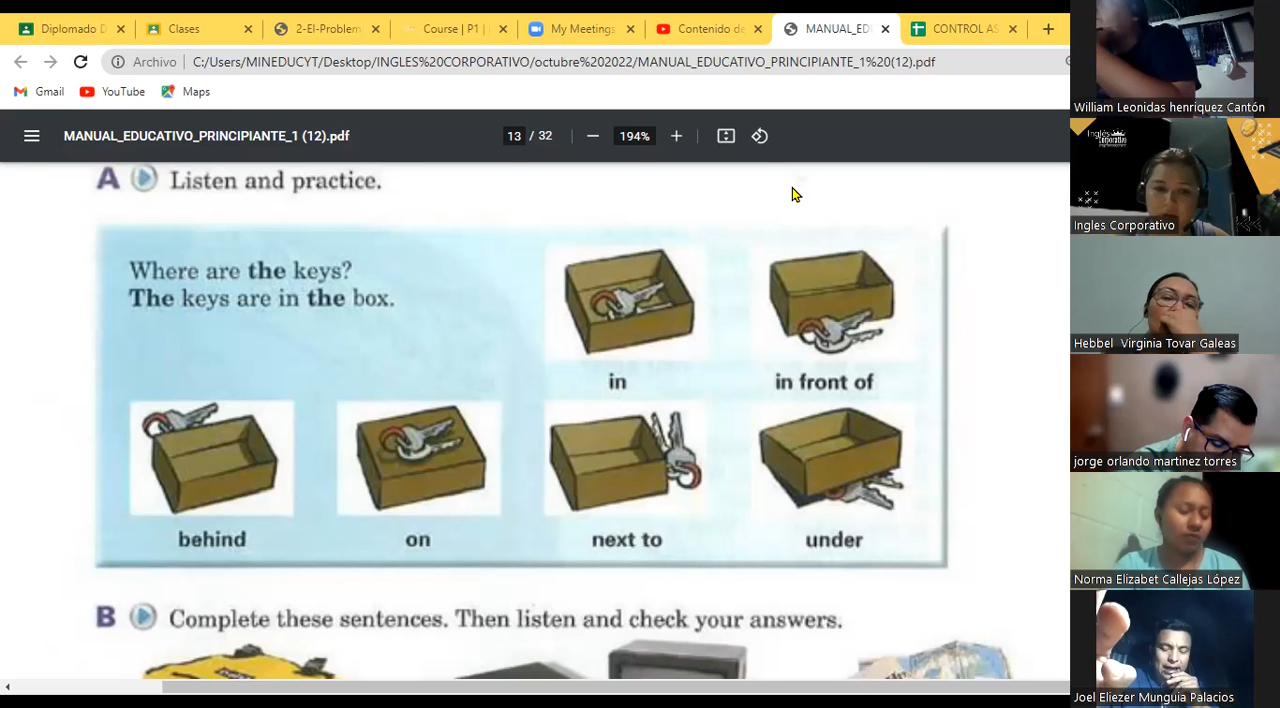 Diplomado D
Clases
2-El-Problem
Course | P1 |
My Meetings
Contenido de
MANUAL_ED
CONTROL AS
Archivo
C:/Users/MINEDUCYT/Desktop/INGLES%20CORPORATIVO/octubre%202022/MANUAL_EDUCATIVO_PRINCIPIANTE_1%20(12).pdf
Gmail
YouTube
Maps
MANUAL_EDUCATIVO_PRINCIPIANTE_1 (12).pdf
13 / 32
194%
A Listen and practice.
Where are the keys?
The keys are in the box.
in
in front of
behind
on
next to
under
B Complete these sentences. Then listen and check your answers.
William Leonidas henriquez Cantón
Inglés
Corporativo
Ingles Corporativo
Hebbel Virginia Tovar Galeas
jorge orlando martinez torres
Norma Elizabet Callejas López
Joel Eliezer Munguia Palacios